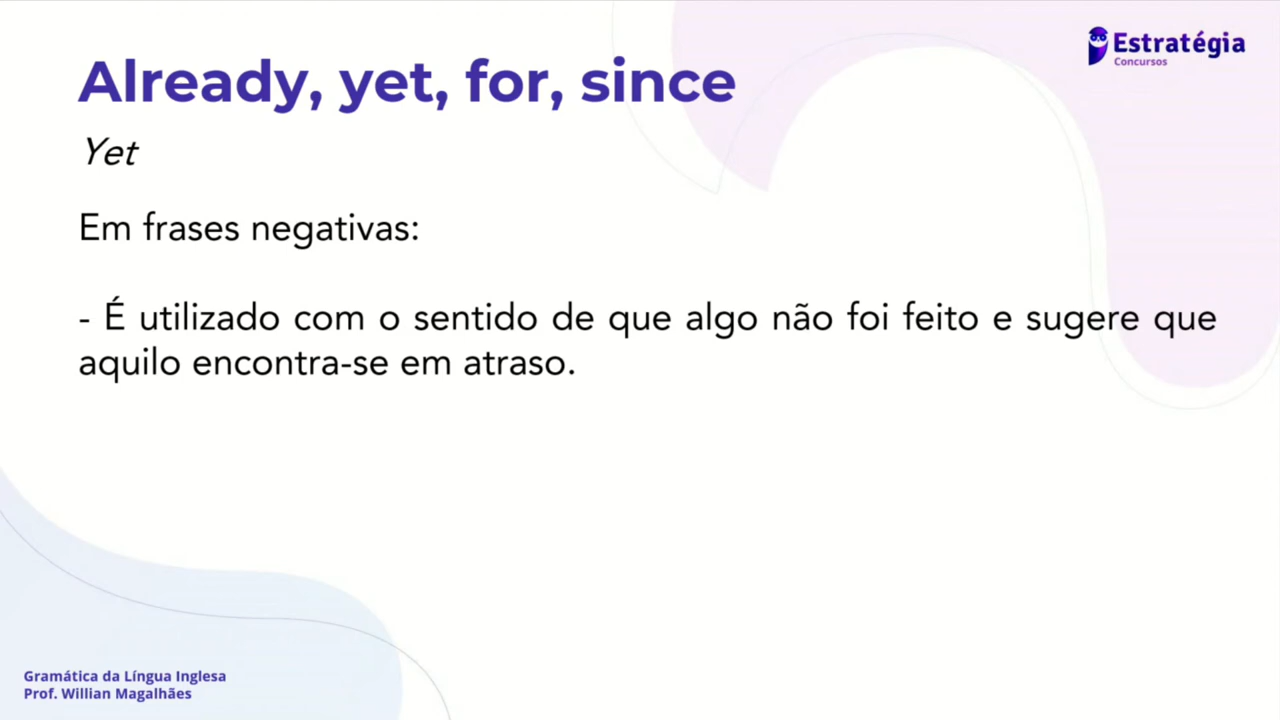 Estratégia
Concursos
Already, yet, for, since
Yet
Em frases negativas:
- É utilizado com o sentido de que algo não foi feito e sugere que
aquilo encontra-se em atraso.
Gramática da Língua Inglesa
Prof. Willian Magalhães